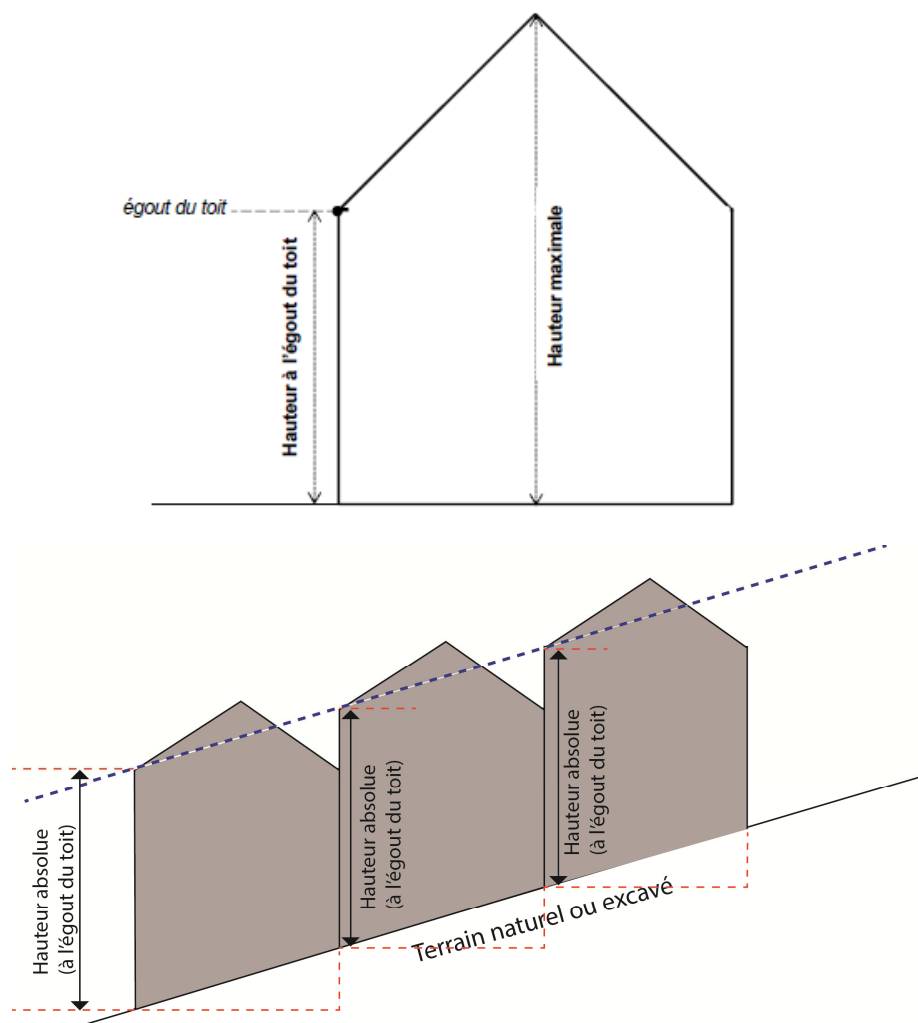 égout du toit
Hauteur à l'égout du toit
Hauteur maximale
Hauteur absolue
(à l'égout du toit)
Hauteur absolue
(à l'égout du toit)
Hauteur absolue
(à l'égout du toit)
Terrain naturel ou excavé